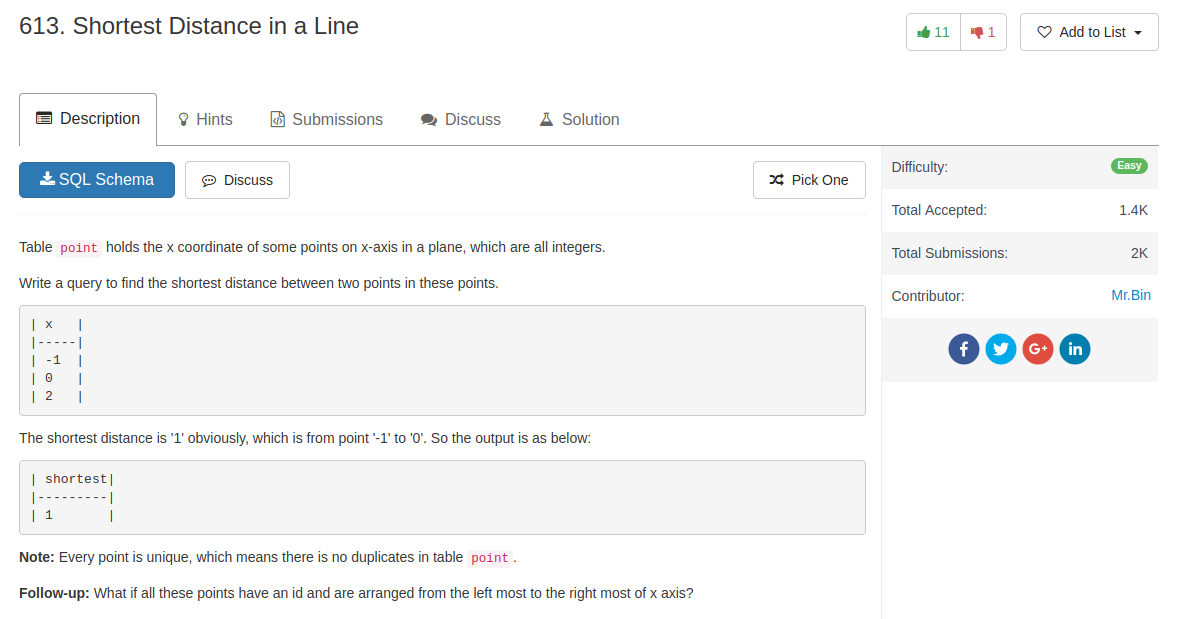 613. Shortest Distance in a Line
11
1
Add to List
Description
Hints
Submissions
Discuss
Solution
SQL Schema
Discuss
Pick One
Difficulty:
Easy
Total Accepted:
1.4K
Total Submissions:
2K
Contributor:
Mr.Bin
f
G+
in
Table point holds the x coordinate of some points on x-axis in a plane, which are all integers.
Write a query to find the shortest distance between two points in these points.
| x   |
|-----|
| -1  |
| 0   |
| 2   |
The shortest distance is '1' obviously, which is from point '-1' to '0'. So the output is as below:
| shortest|
|---------|
| 1       |
Note: Every point is unique, which means there is no duplicates in table point.
Follow-up: What if all these points have an id and are arranged from the left most to the right most of x axis?